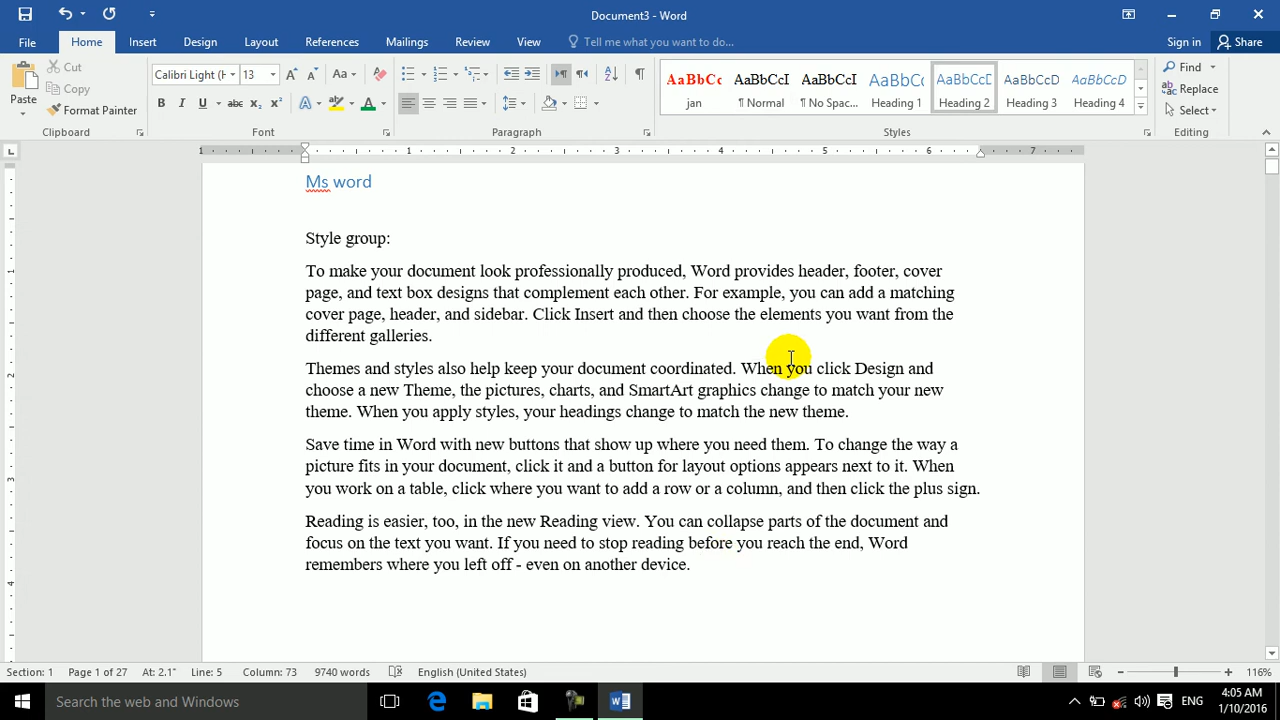 Document3 - Word
File Home Insert Design Layout References Mailings Review View Tell me what you want to do... Sign in Share
Paste Cut Copy Format Painter Clipboard
Calibri Light (H 13 Aa B I U abc x₂ x² A A Font
Paragraph
AaBbCc AaBbCcI AaBbCcI AaBbC AaBbCcD AaBbCcD AaBbCcD
jan ¶ Normal ¶ No Spac... Heading 1 Heading 2 Heading 3 Heading 4
Styles
Find Replace Select Editing
1 1 2 3 4 5 6 7
Ms word
Style group:
To make your document look professionally produced, Word provides header, footer, cover
page, and text box designs that complement each other. For example, you can add a matching
cover page, header, and sidebar. Click Insert and then choose the elements you want from the
different galleries.
Themes and styles also help keep your document coordinated. When you click Design and
choose a new Theme, the pictures, charts, and SmartArt graphics change to match your new
theme. When you apply styles, your headings change to match the new theme.
Save time in Word with new buttons that show up where you need them. To change the way a
picture fits in your document, click it and a button for layout options appears next to it. When
you work on a table, click where you want to add a row or a column, and then click the plus sign.
Reading is easier, too, in the new Reading view. You can collapse parts of the document and
focus on the text you want. If you need to stop reading before you reach the end, Word
remembers where you left off - even on another device.
Section: 1 Page 1 of 27 At: 2.1" Line: 5 Column: 73 9740 words English (United States) 116%
Search the web and Windows ENG 4:05 AM
1/10/2016